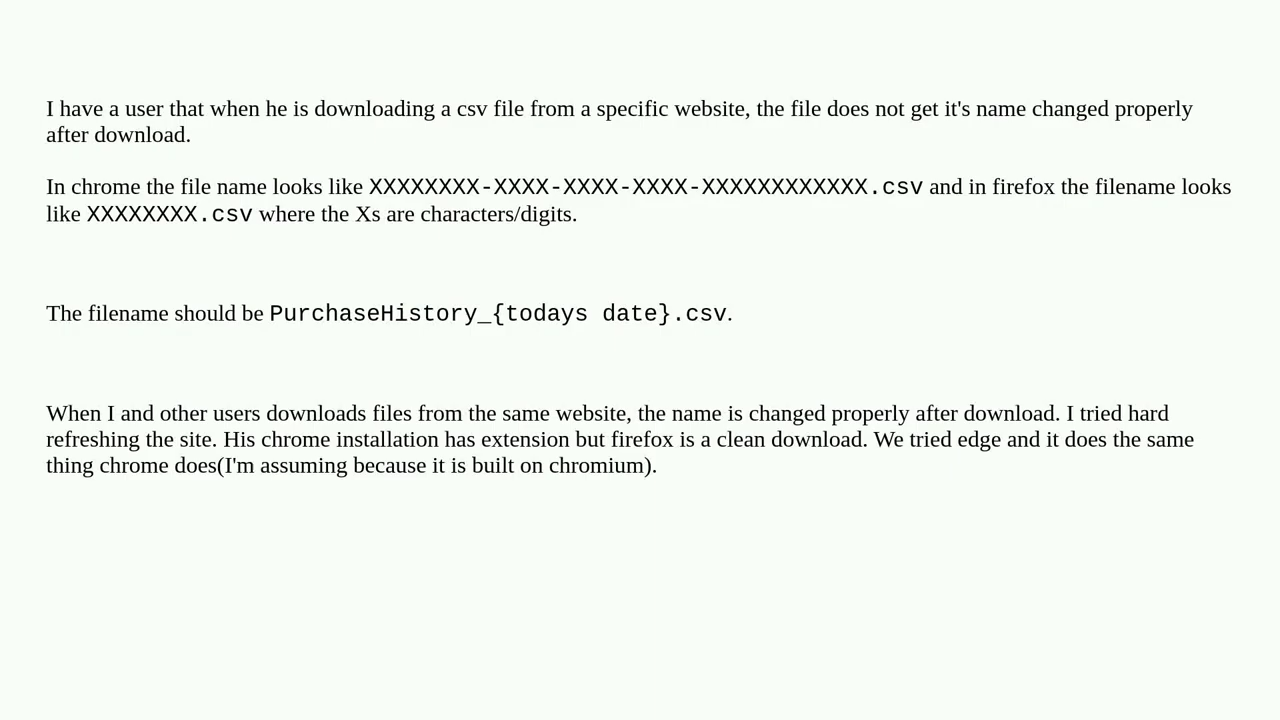 I have a user that when he is downloading a csv file from a specific website, the file does not get it's name changed properly
after download.
In chrome the file name looks like XXXXXXXX-XXXX-XXXX-XXXX-XXXXXXXXXXXX.csv and in firefox the filename looks
like XXXXXXXX.csv where the Xs are characters/digits.
The filename should be PurchaseHistory_{todays date}.csv.
When I and other users downloads files from the same website, the name is changed properly after download. I tried hard
refreshing the site. His chrome installation has extension but firefox is a clean download. We tried edge and it does the same
thing chrome does(I'm assuming because it is built on chromium).